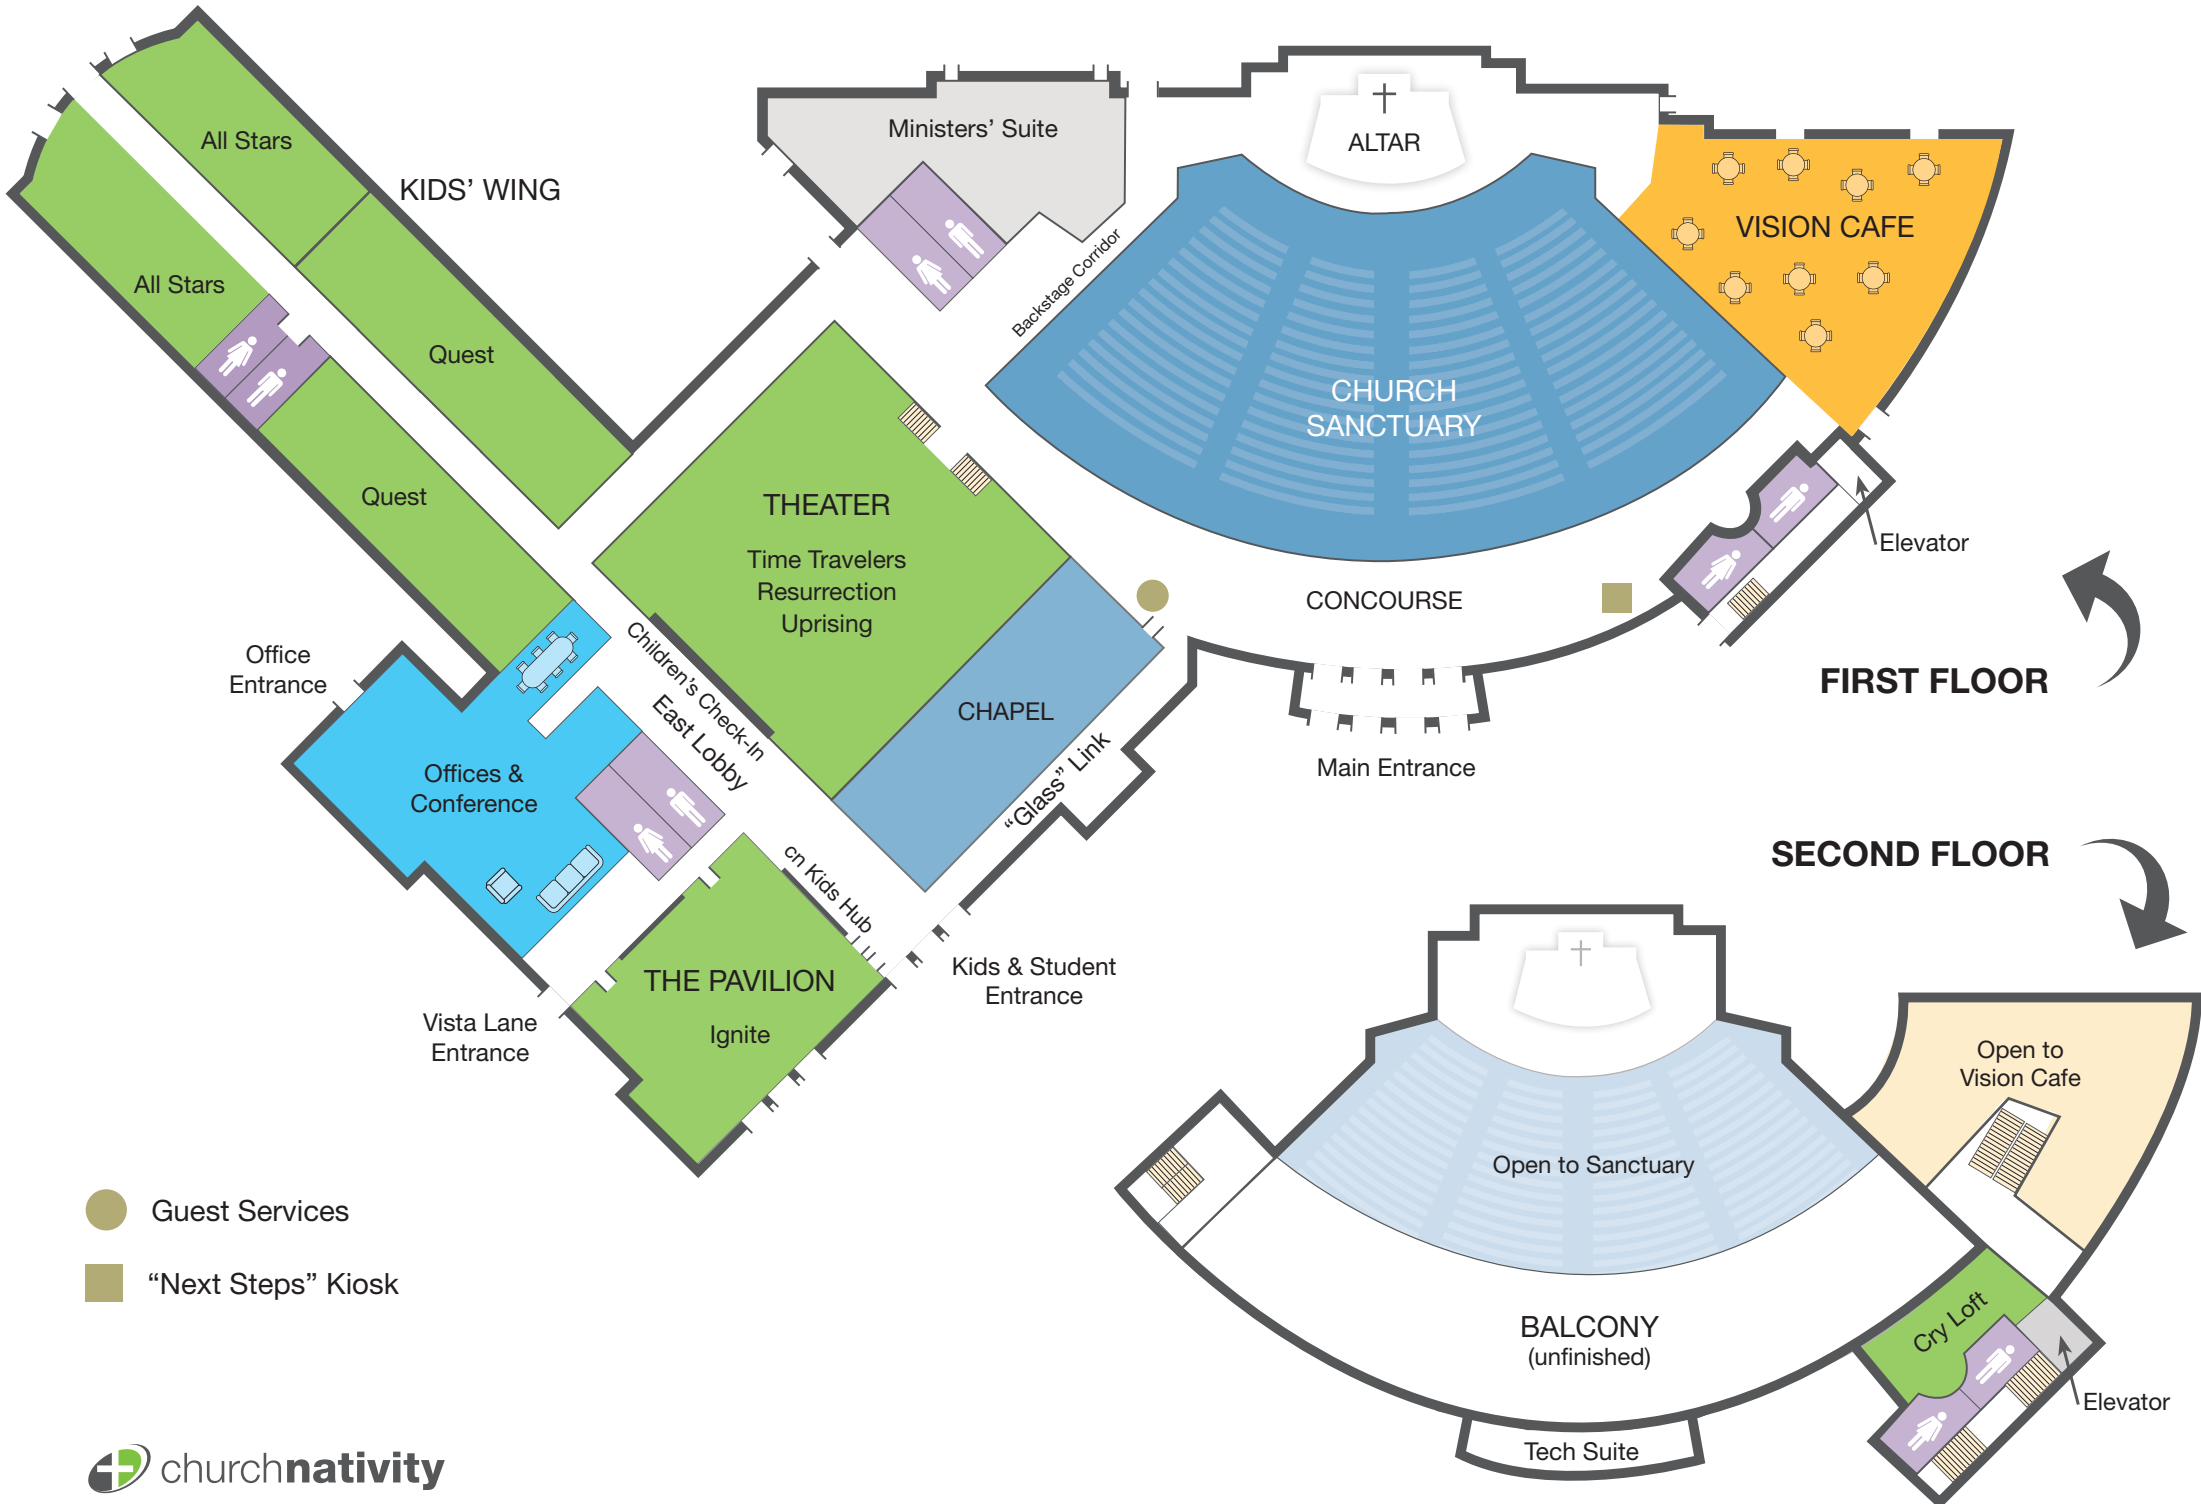 All Stars
KIDS' WING
All Stars
Quest
Quest
Ministers' Suite
ALTAR
VISION CAFE
Backstage Corridor
CHURCH
SANCTUARY
THEATER
Time Travelers
Resurrection
Uprising
Elevator
CONCOURSE
FIRST FLOOR
Office
Entrance
Children's Check-In
East Lobby
CHAPEL
“Glass” Link
Main Entrance
Offices &
Conference
cn Kids Hub
THE PAVILION
Ignite
Kids & Student
Entrance
Vista Lane
Entrance
SECOND FLOOR
Open to
Vision Cafe
Open to Sanctuary
BALCONY
(unfinished)
Cry Loft
Elevator
Tech Suite
Guest Services
“Next Steps” Kiosk
churchnativity